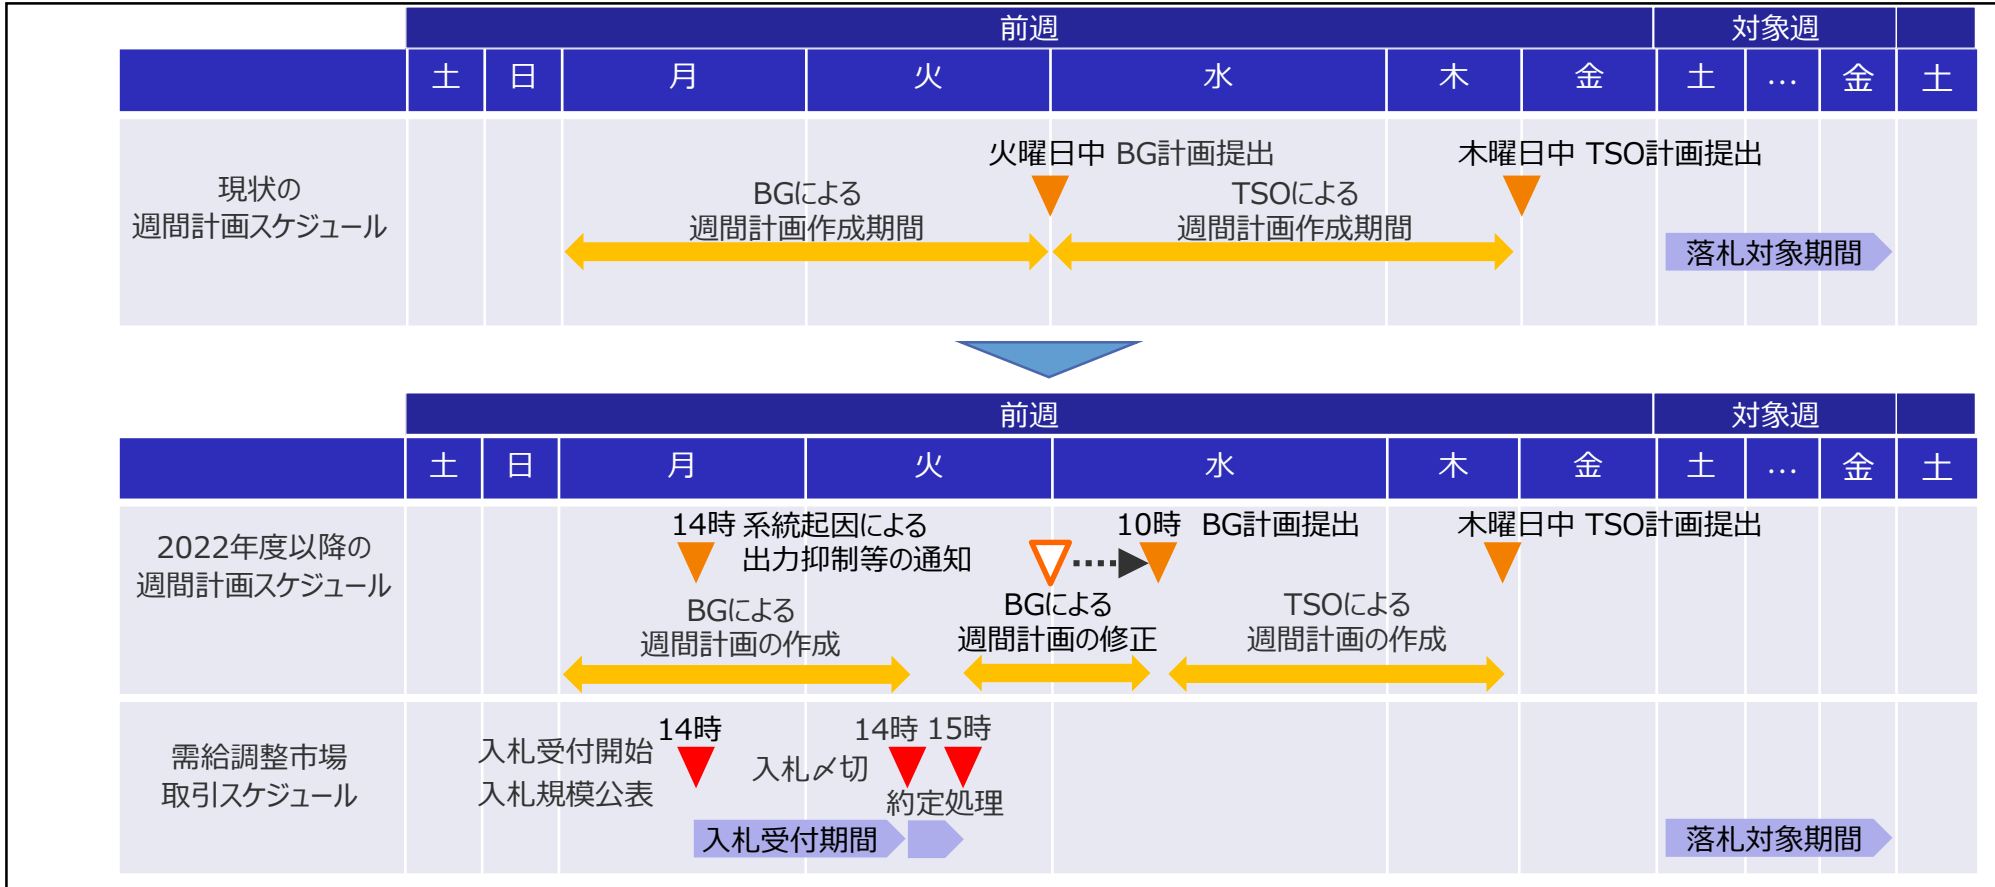 前週 対象週
土 日 月 火 水 木 金 土 … 金 土
火曜日中 BG計画提出 木曜日中 TSO計画提出
現状の
週間計画スケジュール
BGによる
週間計画作成期間
TSOによる
週間計画作成期間
落札対象期間
前週 対象週
土 日 月 火 水 木 金 土 … 金 土
2022年度以降の
週間計画スケジュール
14時 系統起因による
出力抑制等の通知
10時 BG計画提出
木曜日中 TSO計画提出
BGによる
週間計画の作成
BGによる
週間計画の修正
TSOによる
週間計画の作成
需給調整市場
取引スケジュール
14時
入札受付開始
入札規模公表
14時 15時
入札〆切
約定処理
入札受付期間
落札対象期間